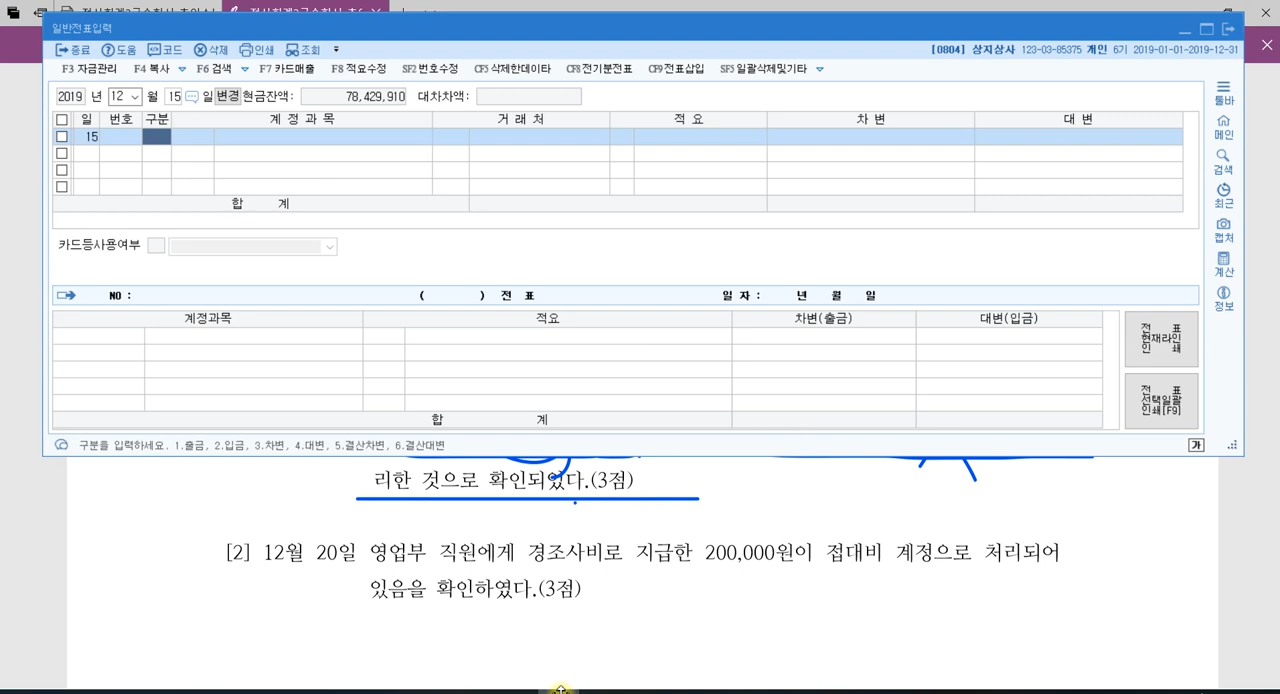 일반전표입력
종료 도움 코드 삭제 인쇄 조회
[0804] 상지상사 123-03-85375 개인 6기 2019-01-01-2019-12-31
F3 자금관리 F4 복사 F6 검색 F7 카드매출 F8 적요수정 SF2 번호수정 CF5 삭제한데이타 CF8 전기분전표 CF9 전표삽입 SF5 일괄삭제및기타
2019 년 12 월 15 일 변경 현금잔액: 78,429,910 대차차액:
일 번호 구분 계 정 과 목 거 래 처 적 요 차 변 대 변
15
합 계
카드등사용여부
NO : ( ) 전 표 일 자 : 년 월 일
계정과목 적요 차변(출금) 대변(입금)
합 계
전 표
현재라인
인 쇄
전 표
선택일괄
인쇄[F9]
툴바
메인
검색
최근
캡처
계산
정보
구분을 입력하세요. 1.출금, 2.입금, 3.차변, 4.대변, 5.결산차변, 6.결산대변
가
리한 것으로 확인되었다.(3점)
[2] 12월 20일 영업부 직원에게 경조사비로 지급한 200,000원이 접대비 계정으로 처리되어
있음을 확인하였다.(3점)